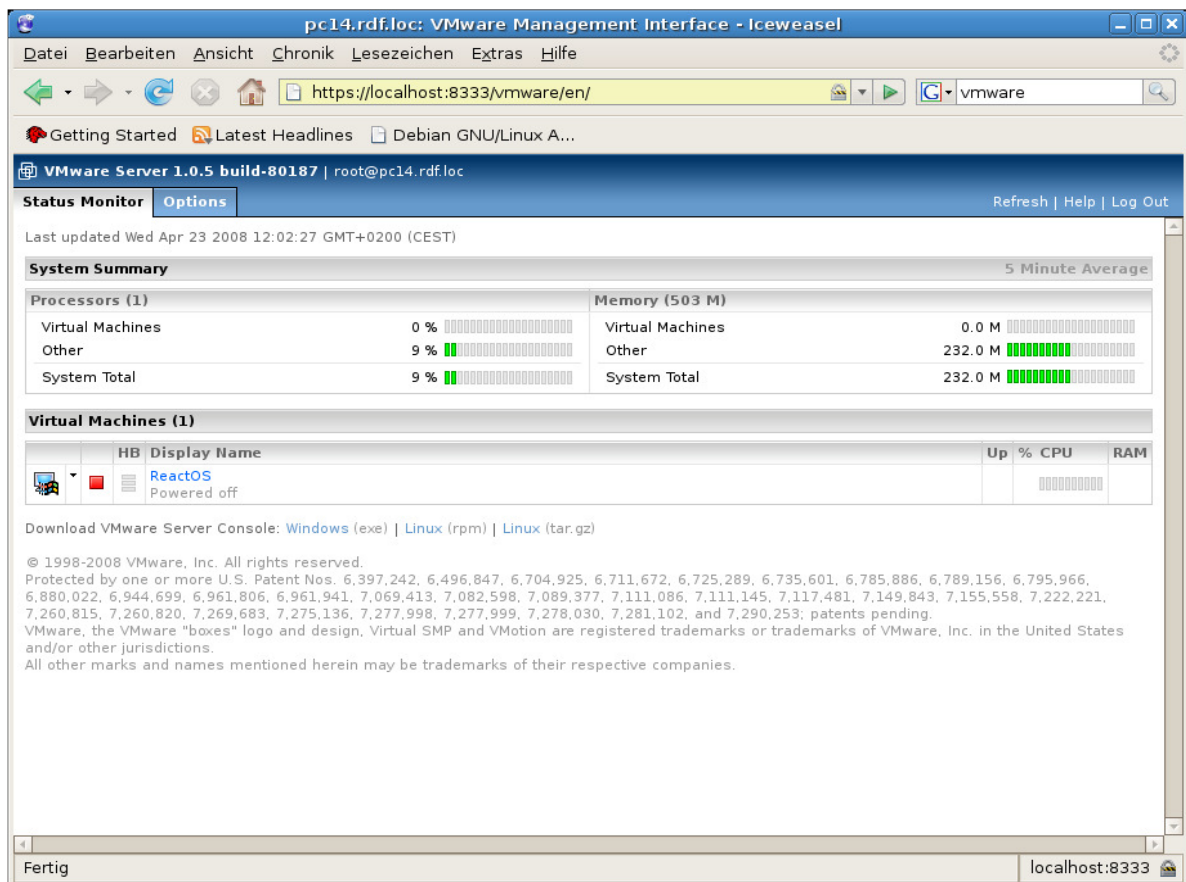 pc14.rdf.loc: VMware Management Interface - Iceweasel
Datei Bearbeiten Ansicht Chronik Lesezeichen Extras Hilfe
https://localhost:8333/vmware/en/ G vmware
Getting Started Latest Headlines Debian GNU/Linux A...
VMware Server 1.0.5 build-80187 | root@pc14.rdf.loc
Status Monitor Options Refresh | Help | Log Out
Last updated Wed Apr 23 2008 12:02:27 GMT+0200 (CEST)
System Summary 5 Minute Average
Processors (1) Memory (503 M)
Virtual Machines 0 % Virtual Machines 0.0 M
Other 9 % Other 232.0 M
System Total 9 % System Total 232.0 M
Virtual Machines (1)
HB Display Name Up % CPU RAM
ReactOS
Powered off
Download VMware Server Console: Windows (exe) | Linux (rpm) | Linux (tar.gz)
© 1998-2008 VMware, Inc. All rights reserved.
Protected by one or more U.S. Patent Nos. 6,397,242, 6,496,847, 6,704,925, 6,711,672, 6,725,289, 6,735,601, 6,785,886, 6,789,156, 6,795,966,
6,880,022, 6,944,699, 6,961,806, 6,961,941, 7,069,413, 7,082,598, 7,089,377, 7,111,086, 7,111,145, 7,117,481, 7,149,843, 7,155,558, 7,222,221,
7,260,815, 7,260,820, 7,269,683, 7,275,136, 7,277,998, 7,277,999, 7,278,030, 7,281,102, and 7,290,253; patents pending.
VMware, the VMware "boxes" logo and design, Virtual SMP and VMotion are registered trademarks or trademarks of VMware, Inc. in the United States
and/or other jurisdictions.
All other marks and names mentioned herein may be trademarks of their respective companies.
Fertig localhost:8333